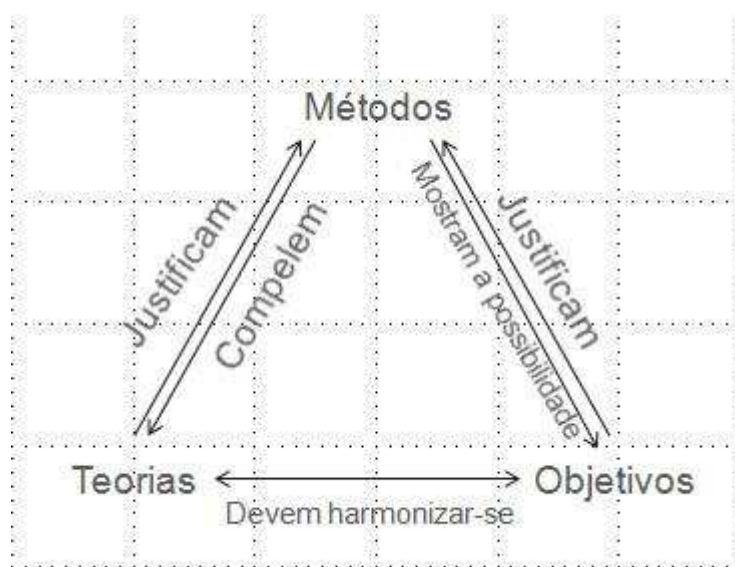 Métodos
Justificam
Compelem
Mostram a possibilidade
Justificam
Teorias
Objetivos
Devem harmonizar-se